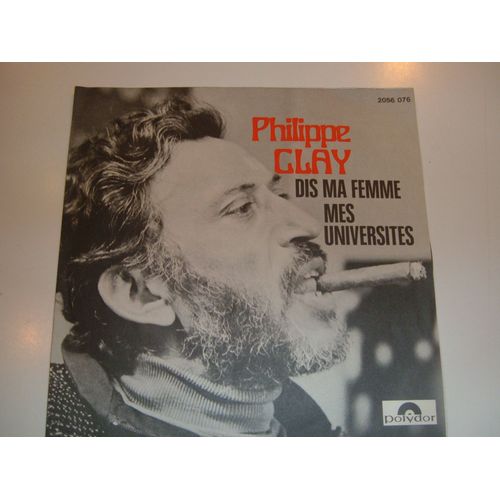 2056 076
Philippe
CLAY
DIS MA FEMME
MES
UNIVERSITES
polydor